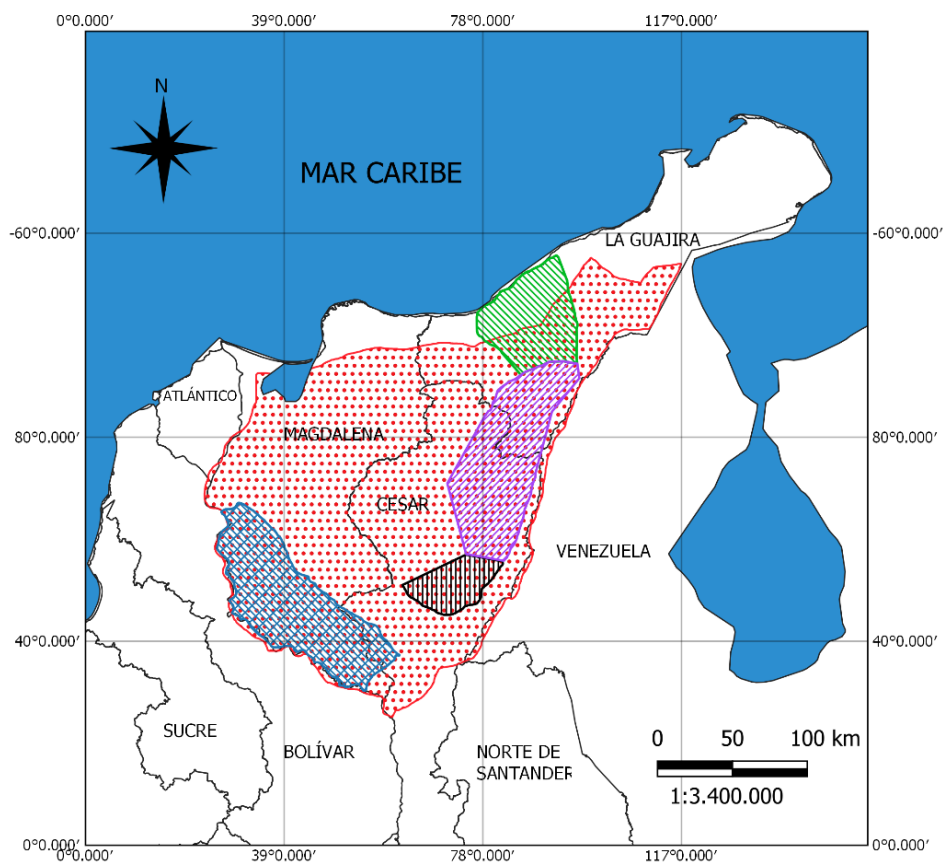 0°0.000′ 39°0.000′ 78°0.000′ 117°0.000′
N
MAR CARIBE
-60°0.000′ -60°0.000′
LA GUAJIRA
ATLÁNTICO
MAGDALENA
80°0.000′ 80°0.000′
CESAR
VENEZUELA
40°0.000′ 40°0.000′
SUCRE
BOLÍVAR
NORTE DE
SANTANDER
0 50 100 km
1:3.400.000
0°0.000′ 0°0.000′
0°0.000′ 39°0.000′ 78°0.000′ 117°0.000′